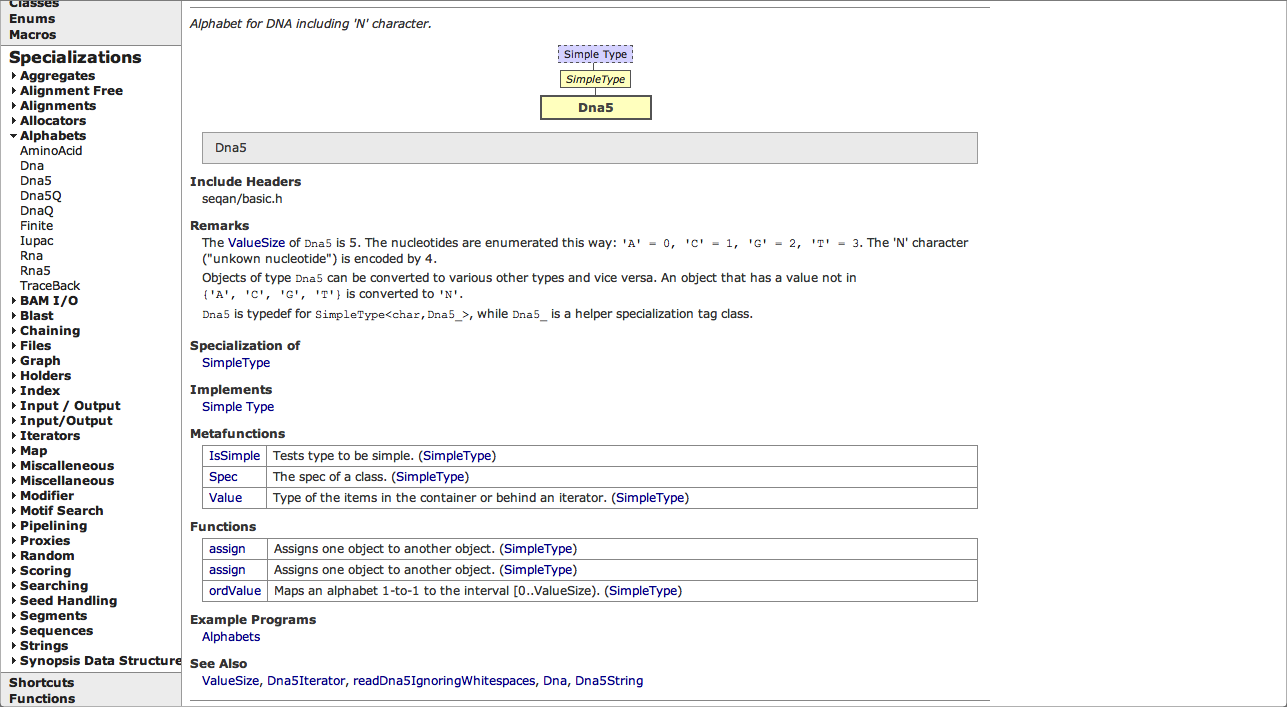 Classes
Enums
Macros
Specializations
Aggregates
Alignment Free
Alignments
Allocators
Alphabets
AminoAcid
Dna
Dna5
Dna5Q
DnaQ
Finite
Iupac
Rna
Rna5
TraceBack
BAM I/O
Blast
Chaining
Files
Graph
Holders
Index
Input / Output
Input/Output
Iterators
Map
Miscalleneous
Miscellaneous
Modifier
Motif Search
Pipelining
Proxies
Random
Scoring
Searching
Seed Handling
Segments
Sequences
Strings
Synopsis Data Structure
Shortcuts
Functions
Alphabet for DNA including 'N' character.
Simple Type
SimpleType
Dna5
Dna5
Include Headers
seqan/basic.h
Remarks
The ValueSize of Dna5 is 5. The nucleotides are enumerated this way: 'A' = 0, 'C' = 1, 'G' = 2, 'T' = 3. The 'N' character
("unkown nucleotide") is encoded by 4.
Objects of type Dna5 can be converted to various other types and vice versa. An object that has a value not in
{'A', 'C', 'G', 'T'} is converted to 'N'.
Dna5 is typedef for SimpleType<char,Dna5_>, while Dna5_ is a helper specialization tag class.
Specialization of
SimpleType
Implements
Simple Type
Metafunctions
IsSimple Tests type to be simple. (SimpleType)
Spec The spec of a class. (SimpleType)
Value Type of the items in the container or behind an iterator. (SimpleType)
Functions
assign Assigns one object to another object. (SimpleType)
assign Assigns one object to another object. (SimpleType)
ordValue Maps an alphabet 1-to-1 to the interval [0..ValueSize). (SimpleType)
Example Programs
Alphabets
See Also
ValueSize, Dna5Iterator, readDna5IgnoringWhitespaces, Dna, Dna5String